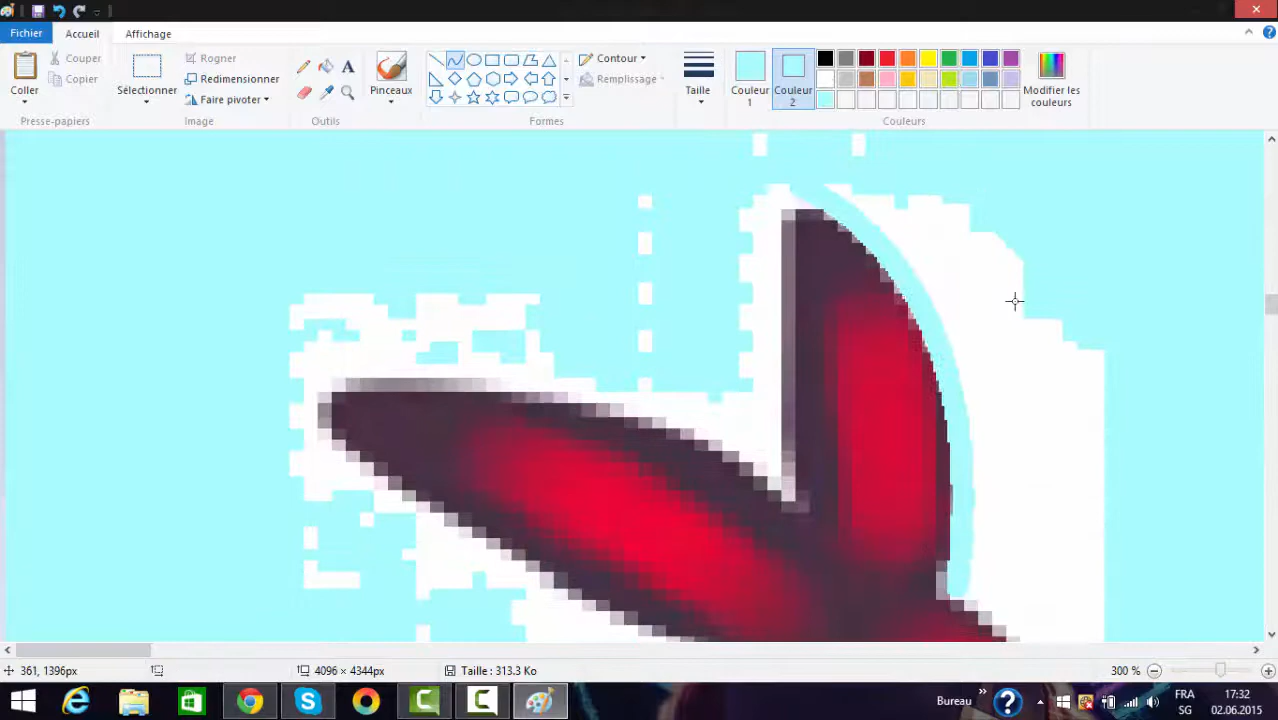 Fichier Accueil Affichage
Coller
Couper
Copier
Presse-papiers
Sélectionner
Rogner
Redimensionner
Faire pivoter
Image
A
Outils
Pinceaux
Contour
Remplissage
Formes
Taille
Couleur 1
Couleur 2
Modifier les couleurs
Couleurs
361, 1396px
4096 × 4344px
Taille : 313.3 Ko
300 %
Bureau
FRA
SG
17:32
02.06.2015